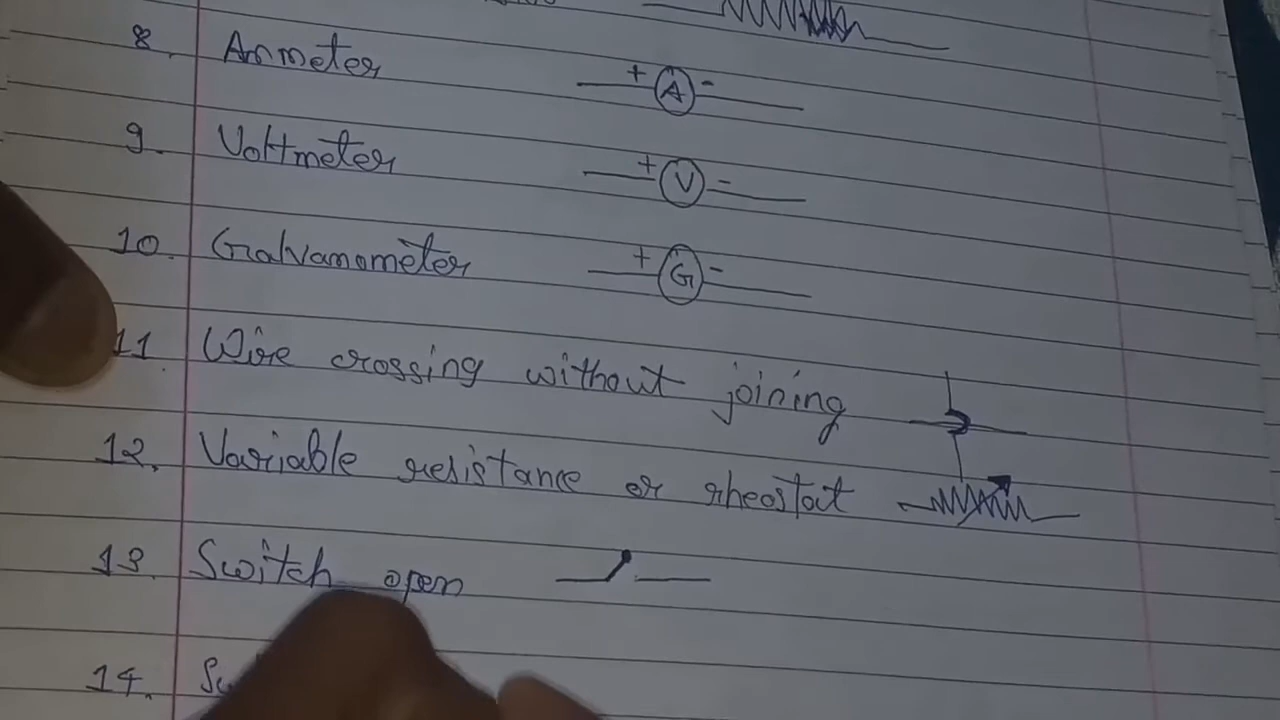 8. Ammeter + A -
9. Voltmeter + V -
10. Galvanometer + G -
11. Wire crossing without joining
12. Variable resistance or rheostat
13. Switch open
14.